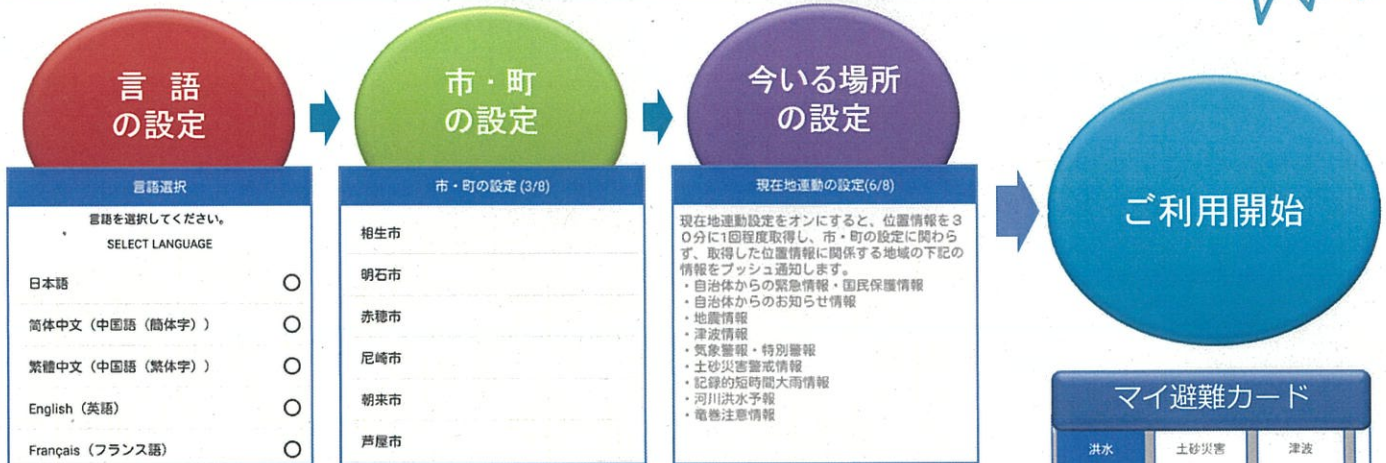 言 語
の設定
言語選択
言語を選択してください。
SELECT LANGUAGE
日本語
简体中文（中国語（簡体字））
繁體中文（中国語（繁体字））
English（英語）
Français（フランス語）
市・町
の設定
市・町の設定 (3/8)
相生市
明石市
赤穂市
尼崎市
朝来市
芦屋市
今いる場所
の設定
現在地連動の設定(6/8)
現在地連動設定をオンにすると、位置情報を３
０分に1回程度取得し、市・町の設定に関わら
ず、取得した位置情報に関係する地域の下記の
情報をプッシュ通知します。
・自治体からの緊急情報・国民保護情報
・自治体からのお知らせ情報
・地震情報
・津波情報
・気象警報・特別警報
・土砂災害警戒情報
・記録的短時間大雨情報
・河川洪水予報
・竜巻注意情報
ご利用開始
マイ避難カード
洪水
土砂災害
津波